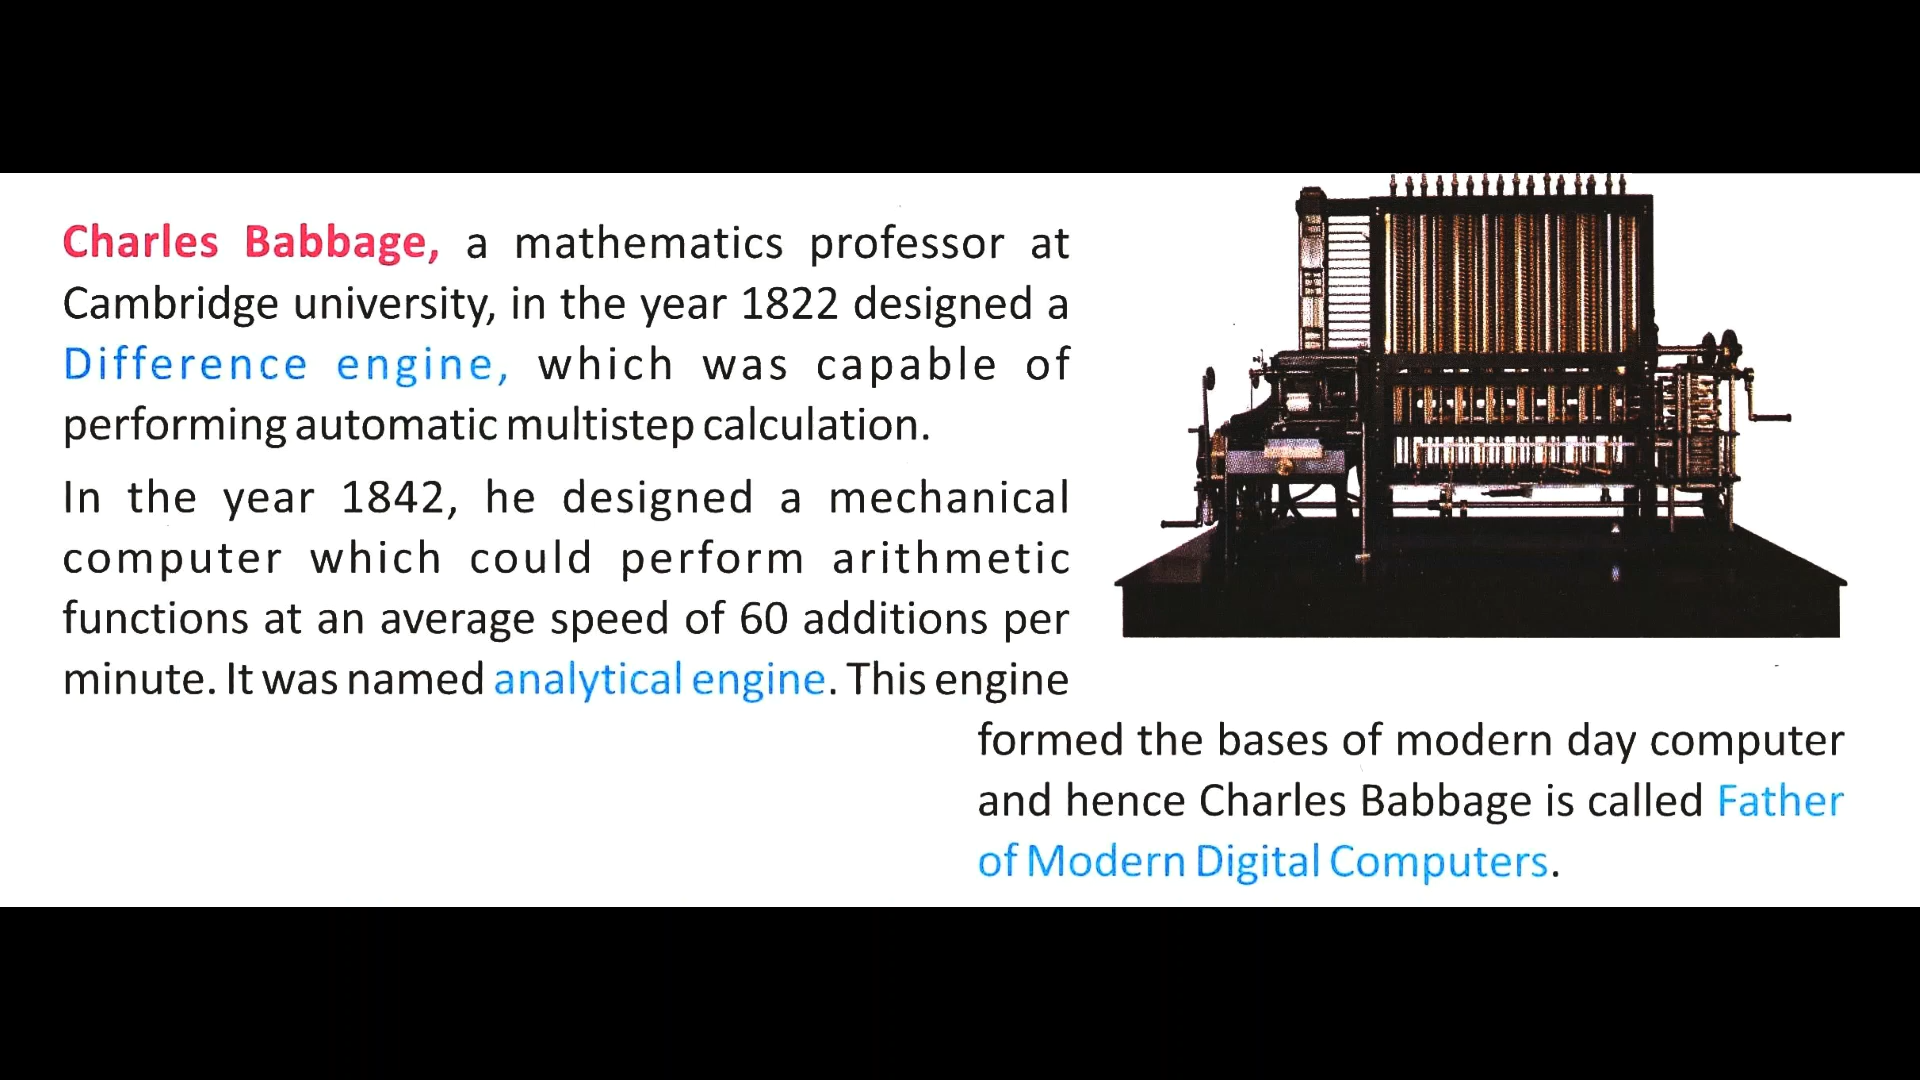 Charles Babbage, a mathematics professor at
Cambridge university, in the year 1822 designed a
Difference engine, which was capable of
performing automatic multistep calculation.
In the year 1842, he designed a mechanical
computer which could perform arithmetic
functions at an average speed of 60 additions per
minute. It was named analytical engine. This engine
formed the bases of modern day computer
and hence Charles Babbage is called Father
of Modern Digital Computers.